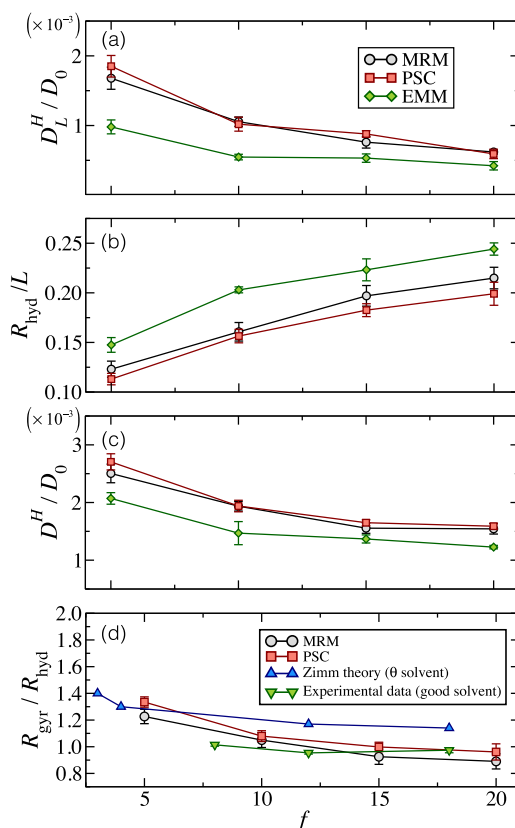 (×10⁻³)
(a)
2
1
D_L^H / D_0
MRM
PSC
EMM
(b)
0.25
0.20
0.15
0.10
R_hyd / L
(×10⁻³)
(c)
3
2
1
D^H / D_0
(d)
2.0
1.8
1.6
1.4
1.2
1.0
0.8
R_gyr / R_hyd
MRM
PSC
Zimm theory (θ solvent)
Experimental data (good solvent)
5 10 15 20
f